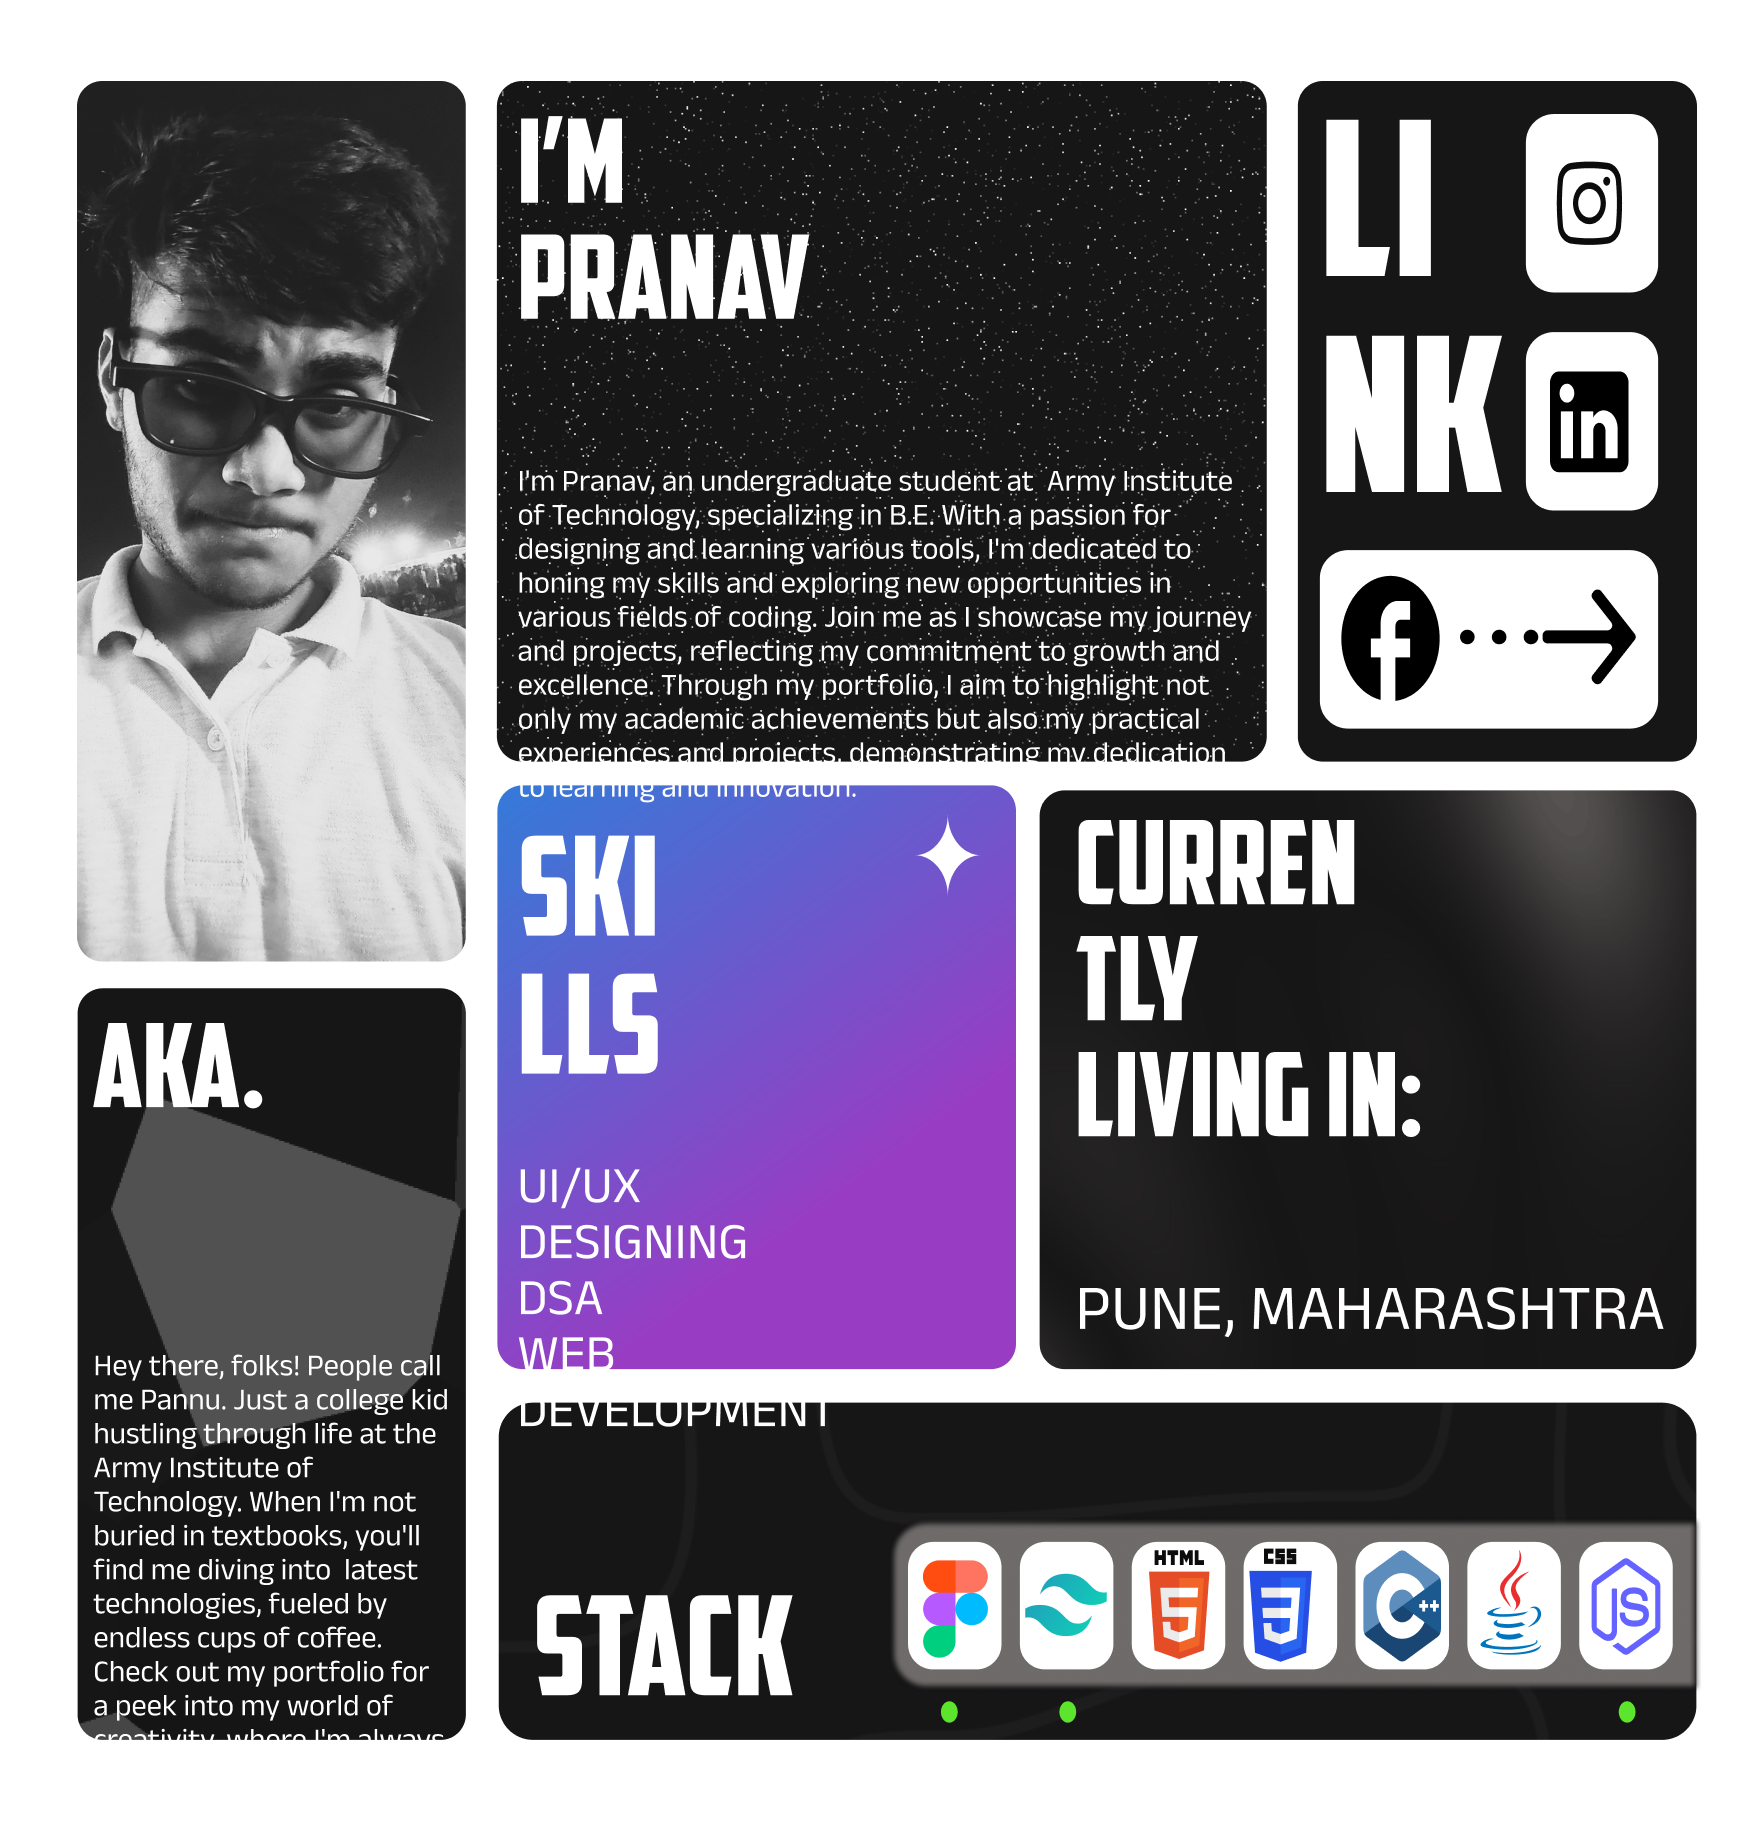 I'M
PRANAV
I'm Pranav, an undergraduate student at Army Institute
of Technology, specializing in B.E. With a passion for
designing and learning various tools, I'm dedicated to
honing my skills and exploring new opportunities in
various fields of coding. Join me as I showcase my journey
and projects, reflecting my commitment to growth and
excellence. Through my portfolio, I aim to highlight not
only my academic achievements but also my practical
experiences and projects, demonstrating my dedication
to learning and innovation.
LI
NK
in
f
AKA.
Hey there, folks! People call
me Pannu. Just a college kid
hustling through life at the
Army Institute of
Technology. When I'm not
buried in textbooks, you'll
find me diving into latest
technologies, fueled by
endless cups of coffee.
Check out my portfolio for
a peek into my world of
creativity, where I'm always
SKI
LLS
UI/UX
DESIGNING
DSA
WEB
DEVELOPMENT
CURREN
TLY
LIVING IN:
PUNE, MAHARASHTRA
STACK
HTML
5
CSS
3
C++
JS